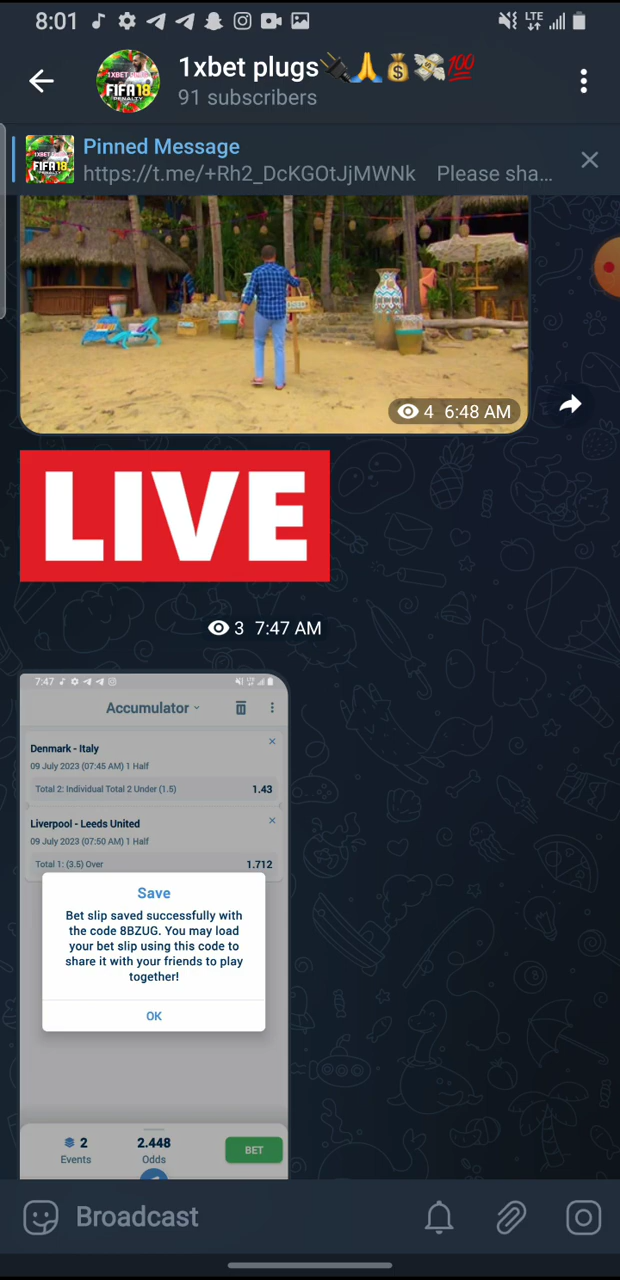 8:01
LTE
1xbet plugs🔌🙏💰💸💯
91 subscribers
1XBET PLUGS
FIFA18
PENALTY
Pinned Message
https://t.me/+Rh2_DcKGOtJjMWNk Please sha...
4 6:48 AM
LIVE
3 7:47 AM
7:47
Accumulator
Denmark - Italy
09 July 2023 (07:45 AM) 1 Half
Total 2: Individual Total 2 Under (1.5) 1.43
Liverpool - Leeds United
09 July 2023 (07:50 AM) 1 Half
Total 1: (3.5) Over 1.712
Save
Bet slip saved successfully with
the code 8BZUG. You may load
your bet slip using this code to
share it with your friends to play
together!
OK
2 2.448
Events Odds
BET
Broadcast